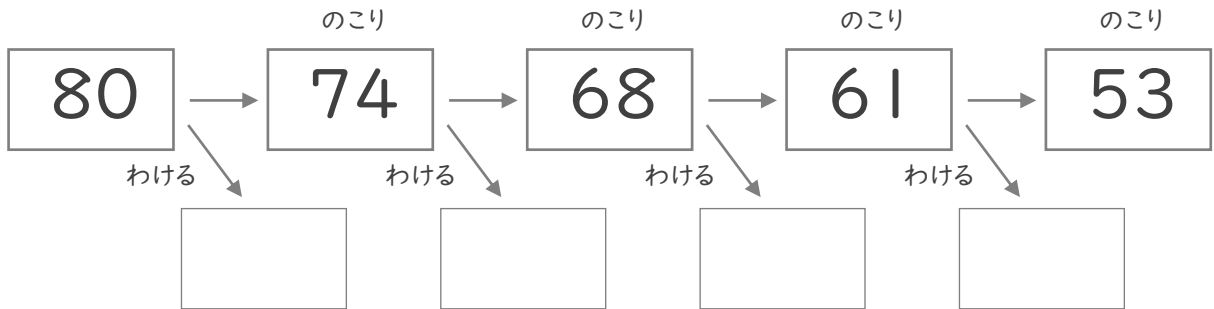 のこり のこり のこり のこり
80 74 68 61 53
わける わける わける わける